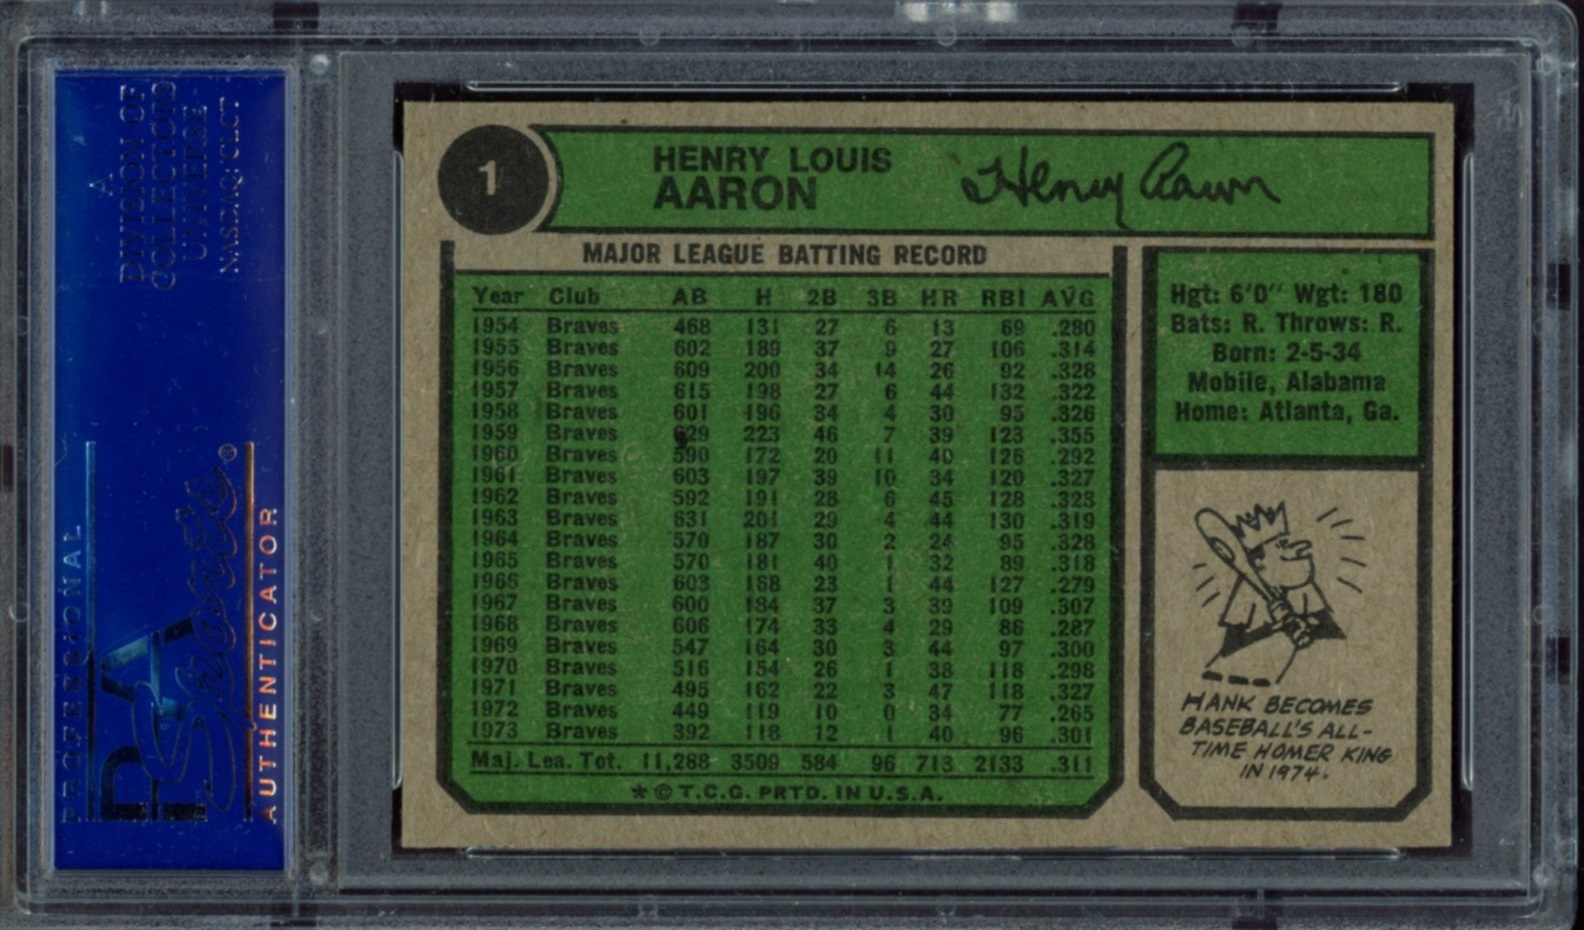 A
DIVISION OF
COLLECTORS
UNIVERSE
NASDAQ: CLCT
PROFESSIONAL
PSA
Sports
®
AUTHENTICATOR
1
HENRY LOUIS
AARON
Henry Aaron
MAJOR LEAGUE BATTING RECORD
Year Club AB H 2B 3B HR RBI AVG
1954 Braves 468 131 27 6 13 69 .280
1955 Braves 602 189 37 9 27 106 .314
1956 Braves 609 200 34 14 26 92 .328
1957 Braves 615 198 27 6 44 132 .322
1958 Braves 601 196 34 4 30 95 .326
1959 Braves 629 223 46 7 39 123 .355
1960 Braves 590 172 20 11 40 126 .292
1961 Braves 603 197 39 10 34 120 .327
1962 Braves 592 191 28 6 45 128 .323
1963 Braves 631 201 29 4 44 130 .319
1964 Braves 570 187 30 2 24 95 .328
1965 Braves 570 181 40 1 32 89 .318
1966 Braves 603 168 23 1 44 127 .279
1967 Braves 600 184 37 3 39 109 .307
1968 Braves 606 174 33 4 29 86 .287
1969 Braves 547 164 30 3 44 97 .300
1970 Braves 516 154 26 1 38 118 .298
1971 Braves 495 162 22 3 47 118 .327
1972 Braves 449 119 10 0 34 77 .265
1973 Braves 392 118 12 1 40 96 .301
Maj. Lea. Tot. 11,288 3509 584 96 713 2133 .311
* © T.C.G. PRTD. IN U.S.A.
Hgt: 6'0" Wgt: 180
Bats: R. Throws: R.
Born: 2-5-34
Mobile, Alabama
Home: Atlanta, Ga.
HANK BECOMES
BASEBALL'S ALL-
TIME HOMER KING
IN 1974.